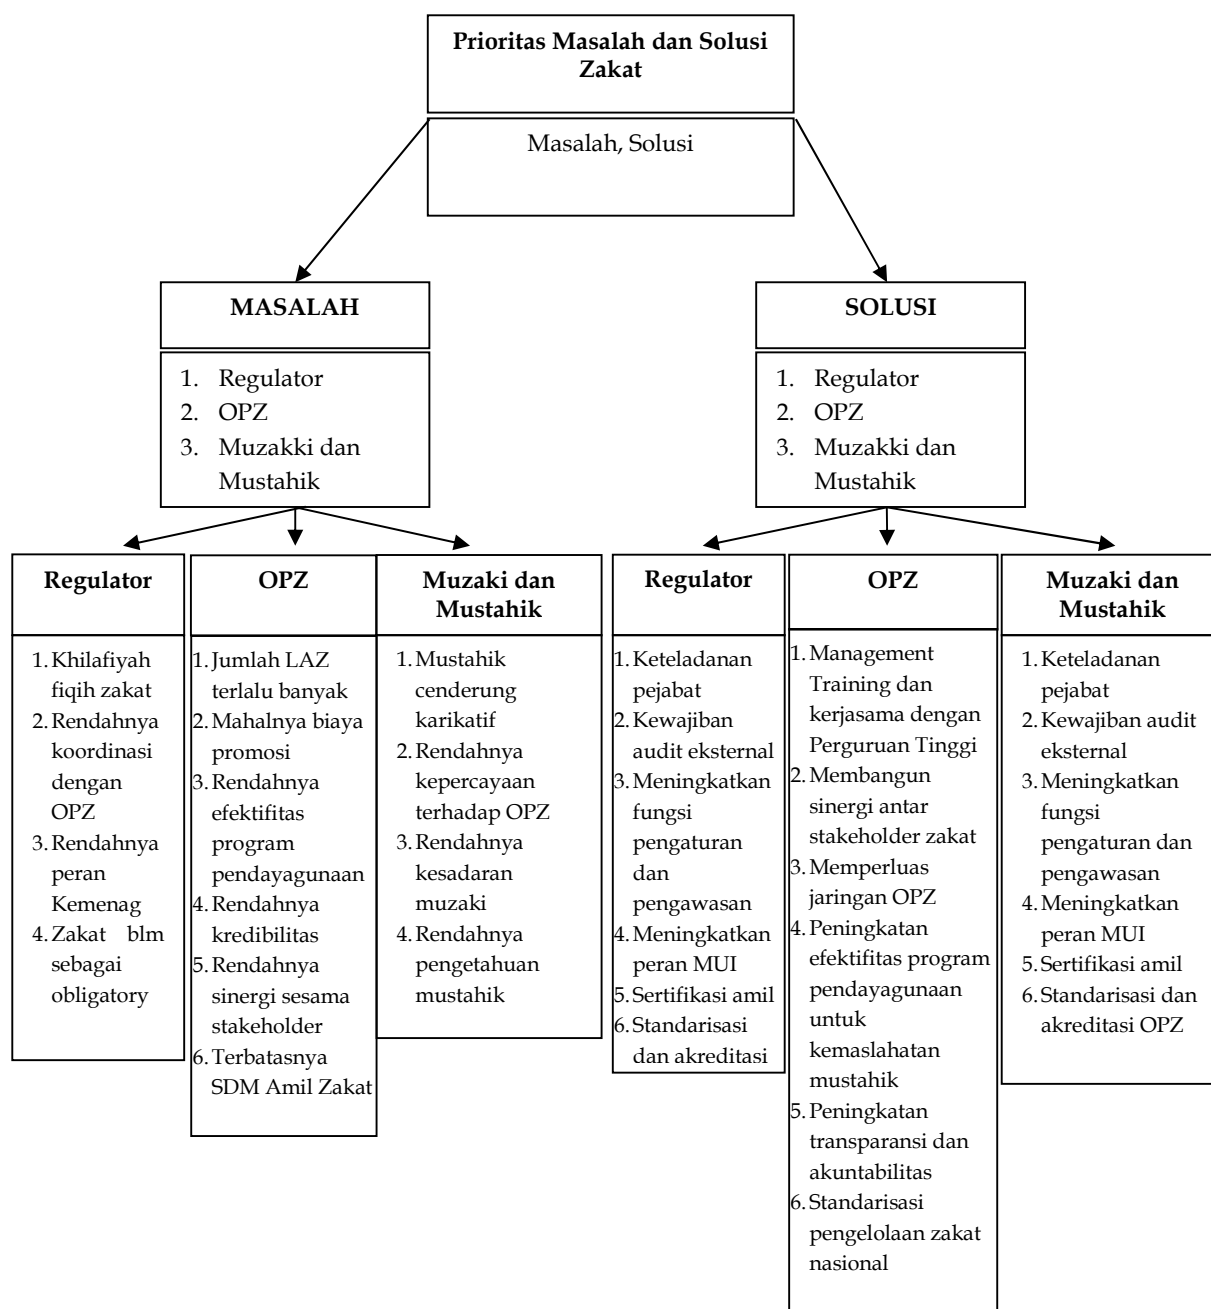 Prioritas Masalah dan Solusi
Zakat
Masalah, Solusi
MASALAH
1. Regulator
2. OPZ
3. Muzakki dan
Mustahik
SOLUSI
1. Regulator
2. OPZ
3. Muzakki dan
Mustahik
Regulator
1. Khilafiyah
fiqih zakat
2. Rendahnya
koordinasi
dengan
OPZ
3. Rendahnya
peran
Kemenag
4. Zakat blm
sebagai
obligatory
OPZ
1. Jumlah LAZ
terlalu banyak
2. Mahalnya biaya
promosi
3. Rendahnya
efektifitas
program
pendayagunaan
4. Rendahnya
kredibilitas
5. Rendahnya
sinergi sesama
stakeholder
6. Terbatasnya
SDM Amil Zakat
Muzaki dan
Mustahik
1. Mustahik
cenderung
karikatif
2. Rendahnya
kepercayaan
terhadap OPZ
3. Rendahnya
kesadaran
muzaki
4. Rendahnya
pengetahuan
mustahik
Regulator
1. Keteladanan
pejabat
2. Kewajiban
audit eksternal
3. Meningkatkan
fungsi
pengaturan
dan
pengawasan
4. Meningkatkan
peran MUI
5. Sertifikasi amil
6. Standarisasi
dan akreditasi
OPZ
1. Management
Training dan
kerjasama dengan
Perguruan Tinggi
2. Membangun
sinergi antar
stakeholder zakat
3. Memperluas
jaringan OPZ
4. Peningkatan
efektifitas program
pendayagunaan
untuk
kemaslahatan
mustahik
5. Peningkatan
transparansi dan
akuntabilitas
6. Standarisasi
pengelolaan zakat
nasional
Muzaki dan
Mustahik
1. Keteladanan
pejabat
2. Kewajiban audit
eksternal
3. Meningkatkan
fungsi
pengaturan dan
pengawasan
4. Meningkatkan
peran MUI
5. Sertifikasi amil
6. Standarisasi dan
akreditasi OPZ